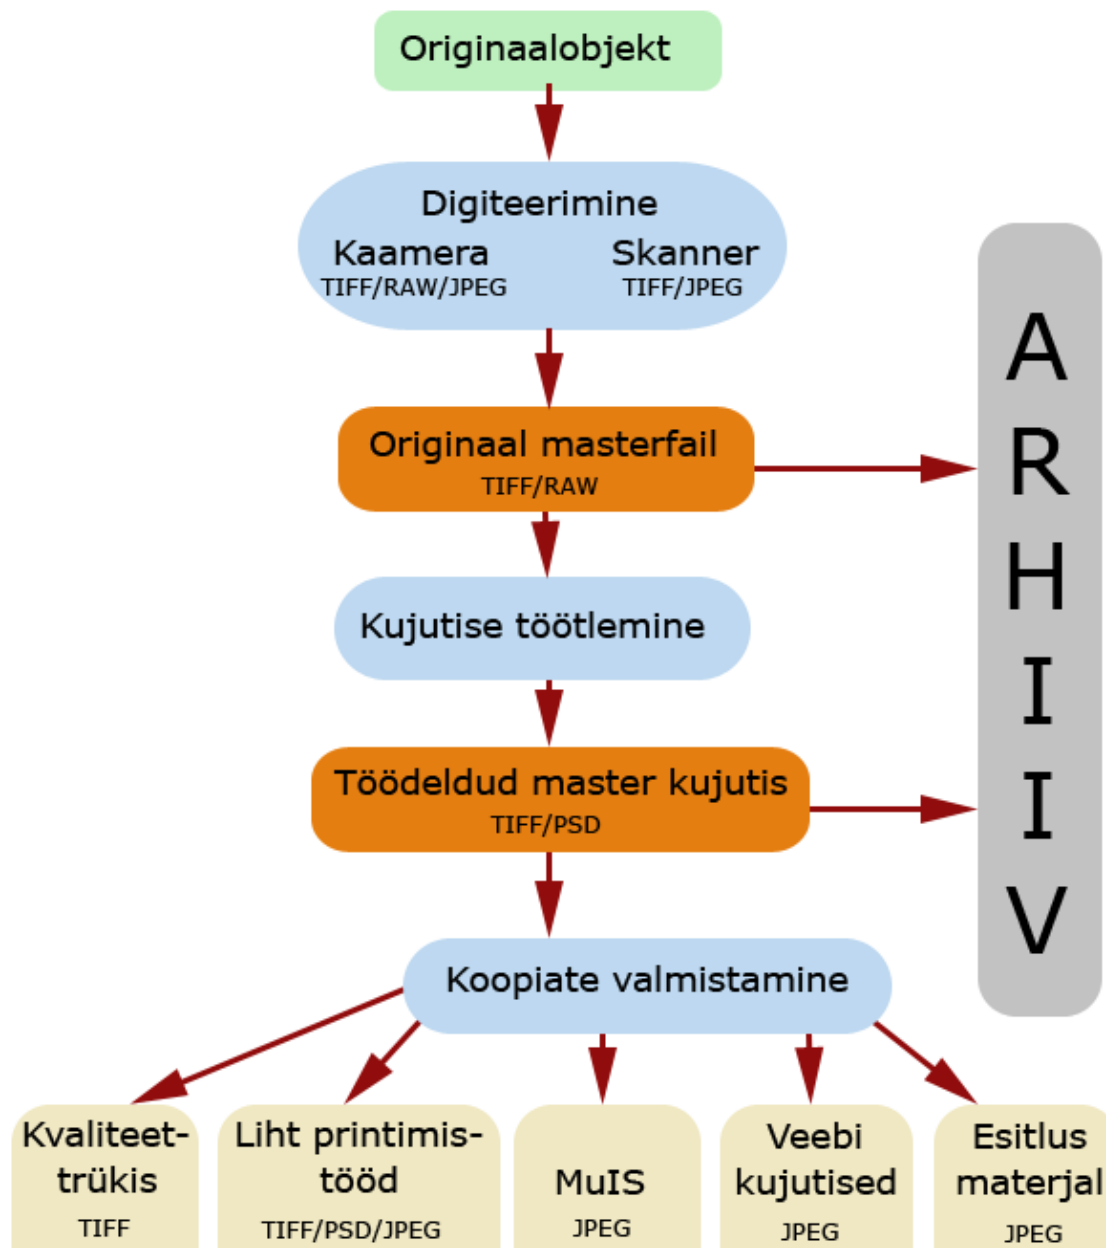 Originaalobjekt
Digiteerimine
Kaamera
TIFF/RAW/JPEG
Skanner
TIFF/JPEG
Originaal masterfail
TIFF/RAW
Kujutise töötlemine
Töödeldud master kujutis
TIFF/PSD
ARHIIV
Koopiate valmistamine
Kvaliteet-
trükis
TIFF
Liht printimis-
tööd
TIFF/PSD/JPEG
MuIS
JPEG
Veebi
kujutised
JPEG
Esitlus
materjal
JPEG